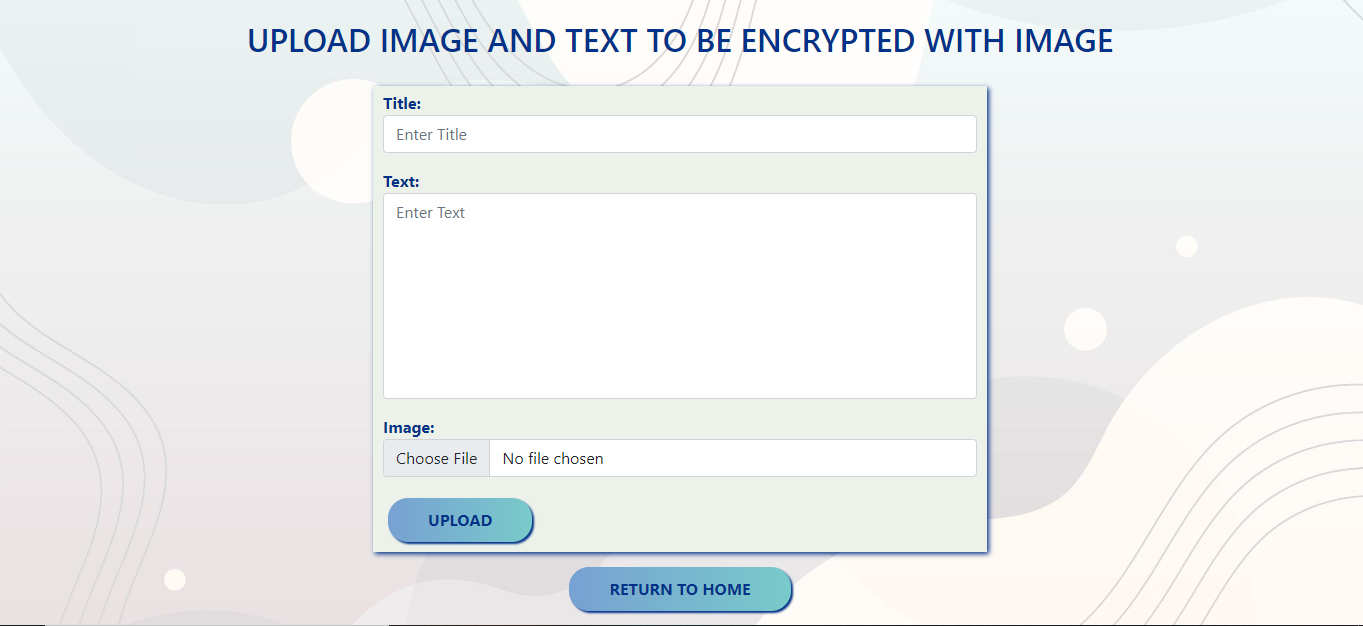 UPLOAD IMAGE AND TEXT TO BE ENCRYPTED WITH IMAGE
Title:
Enter Title
Text:
Enter Text
Image:
Choose File No file chosen
UPLOAD
RETURN TO HOME